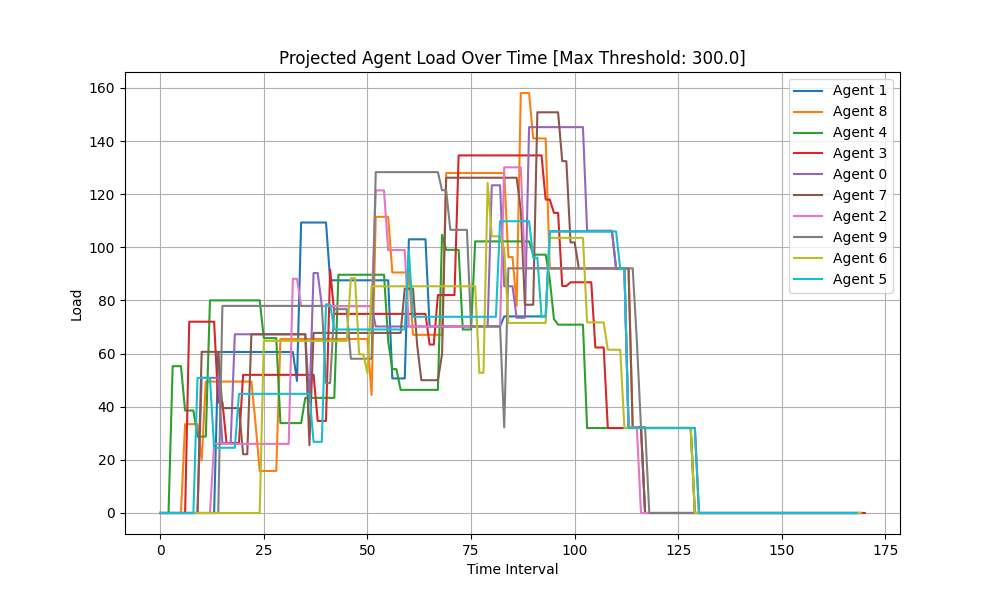 Projected Agent Load Over Time [Max Threshold: 300.0]
Load
160
140
120
100
80
60
40
20
0
0 25 50 75 100 125 150 175
Time Interval
Agent 1
Agent 8
Agent 4
Agent 3
Agent 0
Agent 7
Agent 2
Agent 9
Agent 6
Agent 5